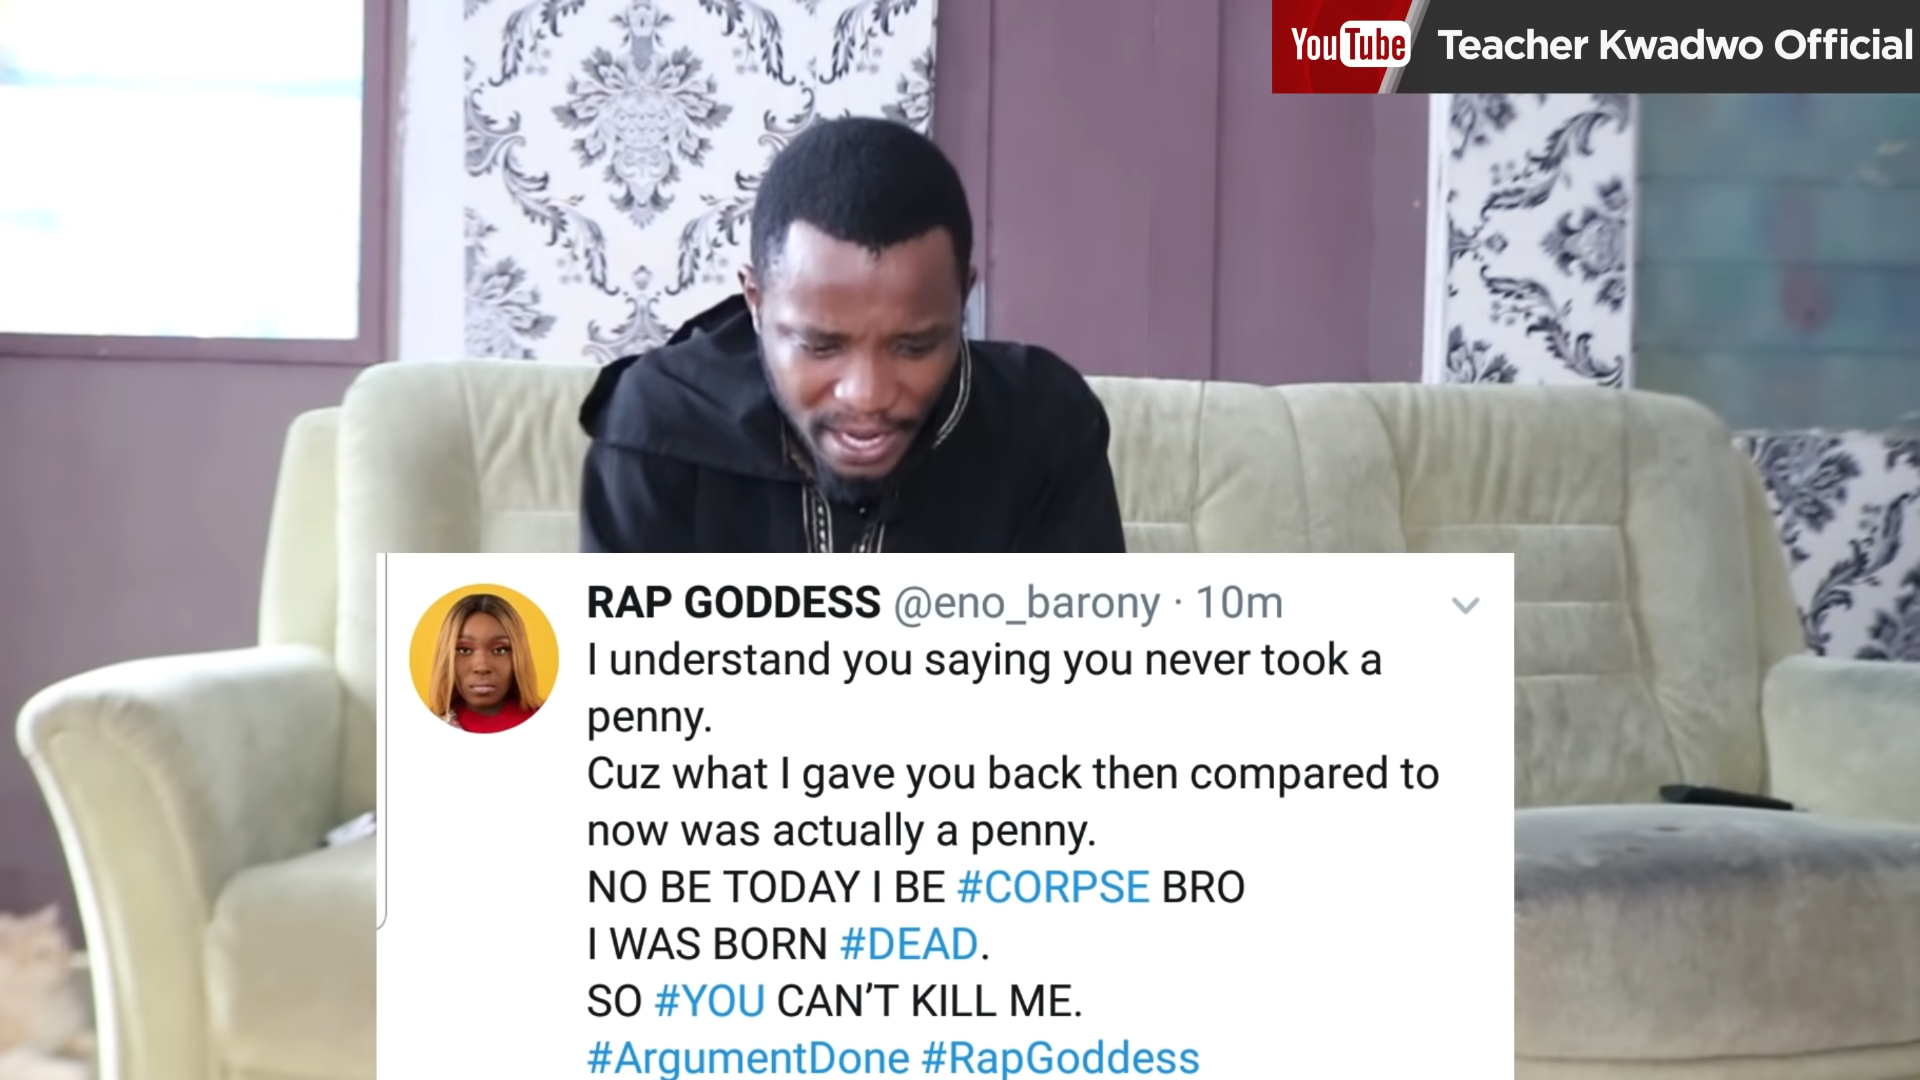 YouTube Teacher Kwadwo Official
RAP GODDESS @eno_barony · 10m
I understand you saying you never took a
penny.
Cuz what I gave you back then compared to
now was actually a penny.
NO BE TODAY I BE #CORPSE BRO
I WAS BORN #DEAD.
SO #YOU CAN'T KILL ME.
#ArgumentDone #RapGoddess